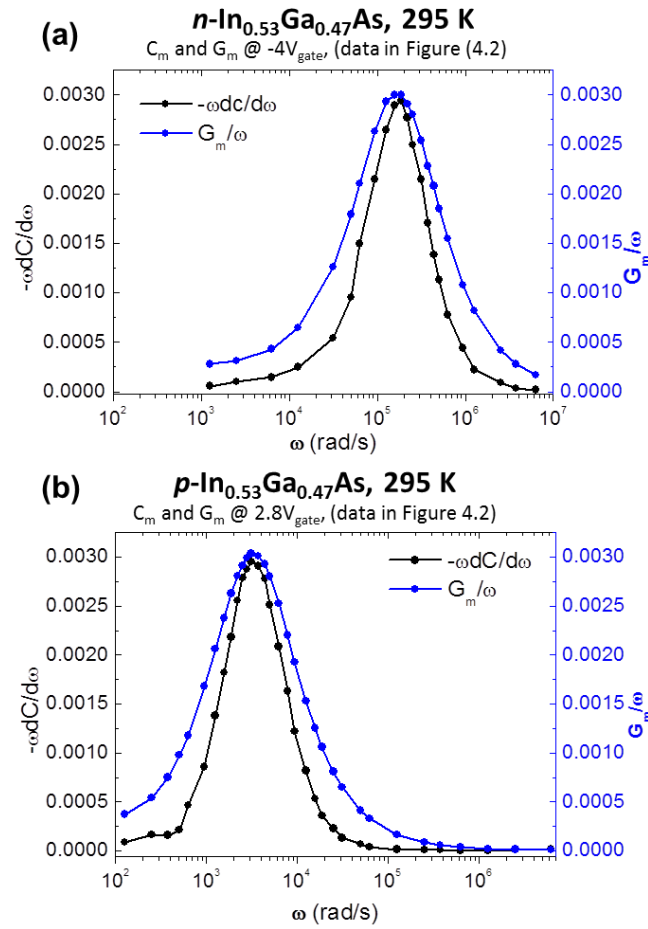 (a)
n-In0.53Ga0.47As, 295 K
Cm and Gm @ -4Vgate, (data in Figure (4.2)
-ωdc/dω
Gm/ω
0.0030
0.0025
0.0020
0.0015
0.0010
0.0005
0.0000
-ωdC/dω
0.0030
0.0025
0.0020
0.0015
0.0010
0.0005
0.0000
Gm/ω
10^2 10^3 10^4 10^5 10^6 10^7
ω (rad/s)
(b)
p-In0.53Ga0.47As, 295 K
Cm and Gm @ 2.8Vgate, (data in Figure 4.2)
-ωdC/dω
Gm/ω
0.0030
0.0025
0.0020
0.0015
0.0010
0.0005
0.0000
-ωdC/dω
0.0030
0.0025
0.0020
0.0015
0.0010
0.0005
0.0000
Gm/ω
10^2 10^3 10^4 10^5 10^6
ω (rad/s)